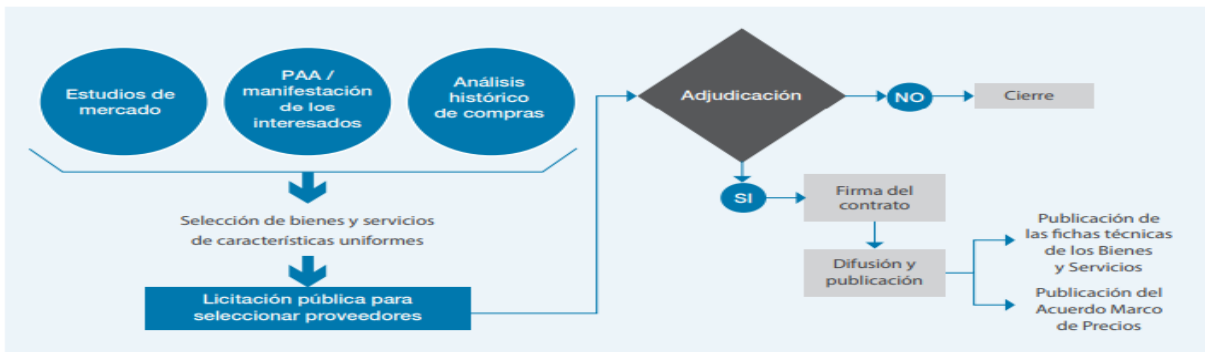 Estudios de
mercado
PAA /
manifestación
de los
interesados
Análisis
histórico
de compras
Selección de bienes y servicios
de características uniformes
Licitación pública para
seleccionar proveedores
Adjudicación
NO
Cierre
SI
Firma del
contrato
Difusión y
publicación
Publicación de
las fichas técnicas
de los Bienes
y Servicios
Publicación del
Acuerdo Marco
de Precios